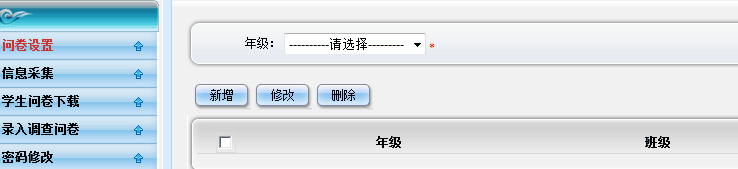 问卷设置
信息采集
学生问卷下载
录入调查问卷
密码修改
年级： ----------请选择--------- *
新增 修改 删除
年级 班级